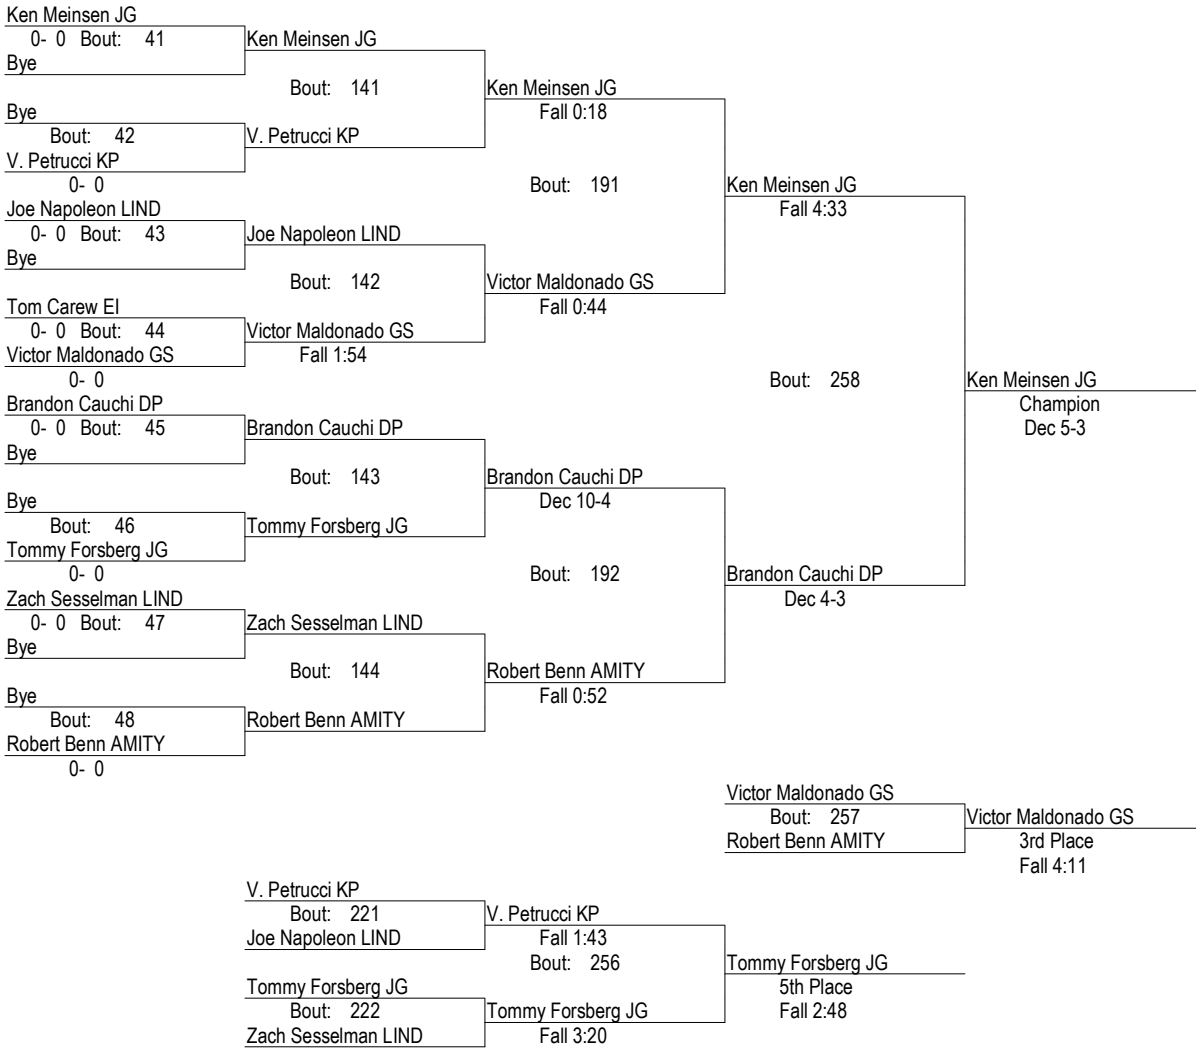 Ken Meinsen JG
0- 0 Bout: 41
Bye
Bye
Bout: 42
V. Petrucci KP
0- 0
Joe Napoleon LIND
0- 0 Bout: 43
Bye
Tom Carew EI
0- 0 Bout: 44
Victor Maldonado GS
0- 0
Brandon Cauchi DP
0- 0 Bout: 45
Bye
Bye
Bout: 46
Tommy Forsberg JG
0- 0
Zach Sesselman LIND
0- 0 Bout: 47
Bye
Bye
Bout: 48
Robert Benn AMITY
0- 0
Ken Meinsen JG
Bout: 141
V. Petrucci KP
Joe Napoleon LIND
Bout: 142
Victor Maldonado GS
Fall 1:54
Brandon Cauchi DP
Bout: 143
Tommy Forsberg JG
Zach Sesselman LIND
Bout: 144
Robert Benn AMITY
Ken Meinsen JG
Fall 0:18
Bout: 191
Victor Maldonado GS
Fall 0:44
Brandon Cauchi DP
Dec 10-4
Bout: 192
Robert Benn AMITY
Fall 0:52
Ken Meinsen JG
Fall 4:33
Bout: 258
Brandon Cauchi DP
Dec 4-3
Ken Meinsen JG
Champion
Dec 5-3
Victor Maldonado GS
Bout: 257
Robert Benn AMITY
Victor Maldonado GS
3rd Place
Fall 4:11
V. Petrucci KP
Bout: 221
Joe Napoleon LIND
Tommy Forsberg JG
Bout: 222
Zach Sesselman LIND
V. Petrucci KP
Fall 1:43
Bout: 256
Tommy Forsberg JG
Fall 3:20
Tommy Forsberg JG
5th Place
Fall 2:48